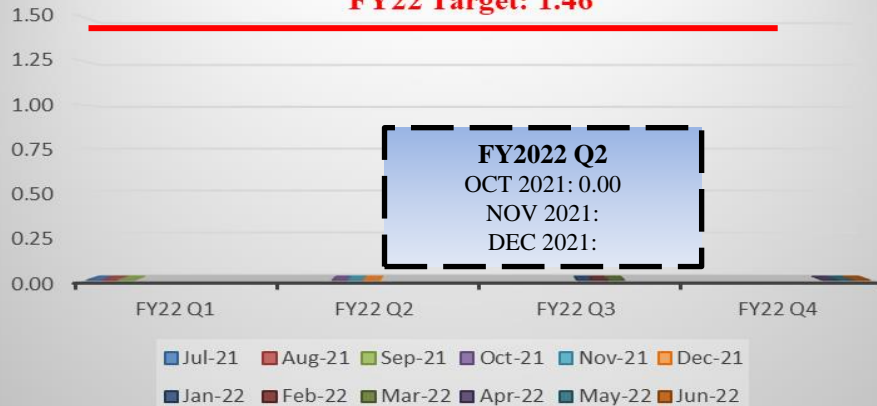 FY22 Target: 1.46
1.50
1.25
1.00
0.75
0.50
0.25
0.00
FY2022 Q2
OCT 2021: 0.00
NOV 2021:
DEC 2021:
FY22 Q1 FY22 Q2 FY22 Q3 FY22 Q4
Jul-21 Aug-21 Sep-21 Oct-21 Nov-21 Dec-21
Jan-22 Feb-22 Mar-22 Apr-22 May-22 Jun-22